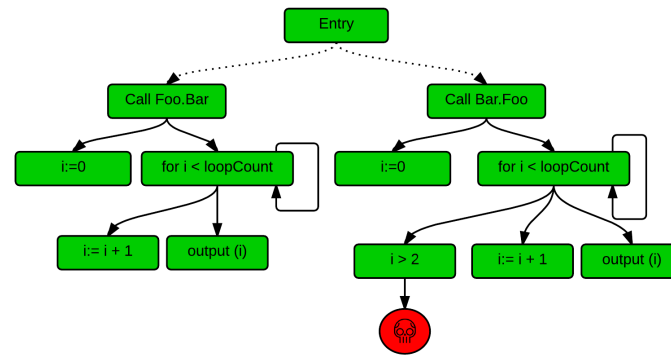 Entry
Call Foo.Bar
Call Bar.Foo
i:=0
for i < loopCount
i:=0
for i < loopCount
i:= i + 1
output (i)
i > 2
i:= i + 1
output (i)